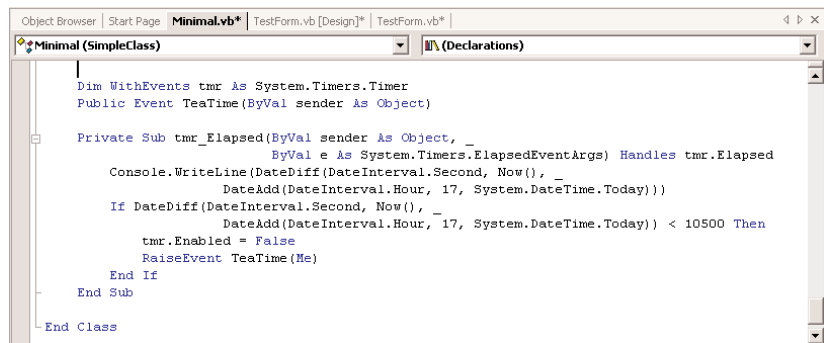 Object Browser | Start Page | Minimal.vb* | TestForm.vb [Design]* | TestForm.vb* |
Minimal (SimpleClass) (Declarations)
Dim WithEvents tmr As System.Timers.Timer
Public Event TeaTime(ByVal sender As Object)
Private Sub tmr_Elapsed(ByVal sender As Object, _
ByVal e As System.Timers.ElapsedEventArgs) Handles tmr.Elapsed
Console.WriteLine(DateDiff(DateInterval.Second, Now(), _
DateAdd(DateInterval.Hour, 17, System.DateTime.Today)))
If DateDiff(DateInterval.Second, Now(), _
DateAdd(DateInterval.Hour, 17, System.DateTime.Today)) < 10500 Then
tmr.Enabled = False
RaiseEvent TeaTime(Me)
End If
End Sub
End Class